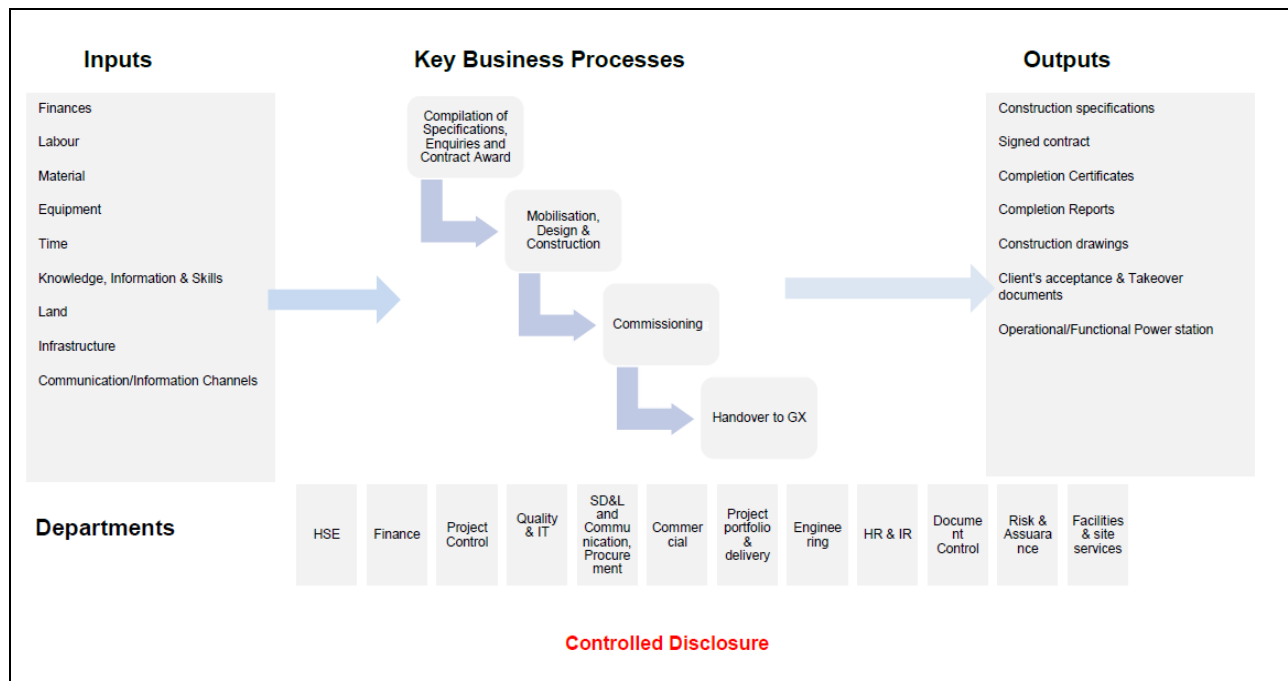 Inputs
Key Business Processes
Outputs
Finances
Labour
Material
Equipment
Time
Knowledge, Information & Skills
Land
Infrastructure
Communication/Information Channels
Compilation of
Specifications,
Enquiries and
Contract Award
Mobilisation,
Design &
Construction
Commissioning
Handover to GX
Construction specifications
Signed contract
Completion Certificates
Completion Reports
Construction drawings
Client's acceptance & Takeover
documents
Operational/Functional Power station
Departments
HSE
Finance
Project
Control
Quality
& IT
SD&L
and
Commu
nication,
Procure
ment
Commer
cial
Project
portfolio
&
delivery
Enginee
ring
HR & IR
Docume
nt
Control
Risk &
Assuara
nce
Facilities
& site
services
Controlled Disclosure